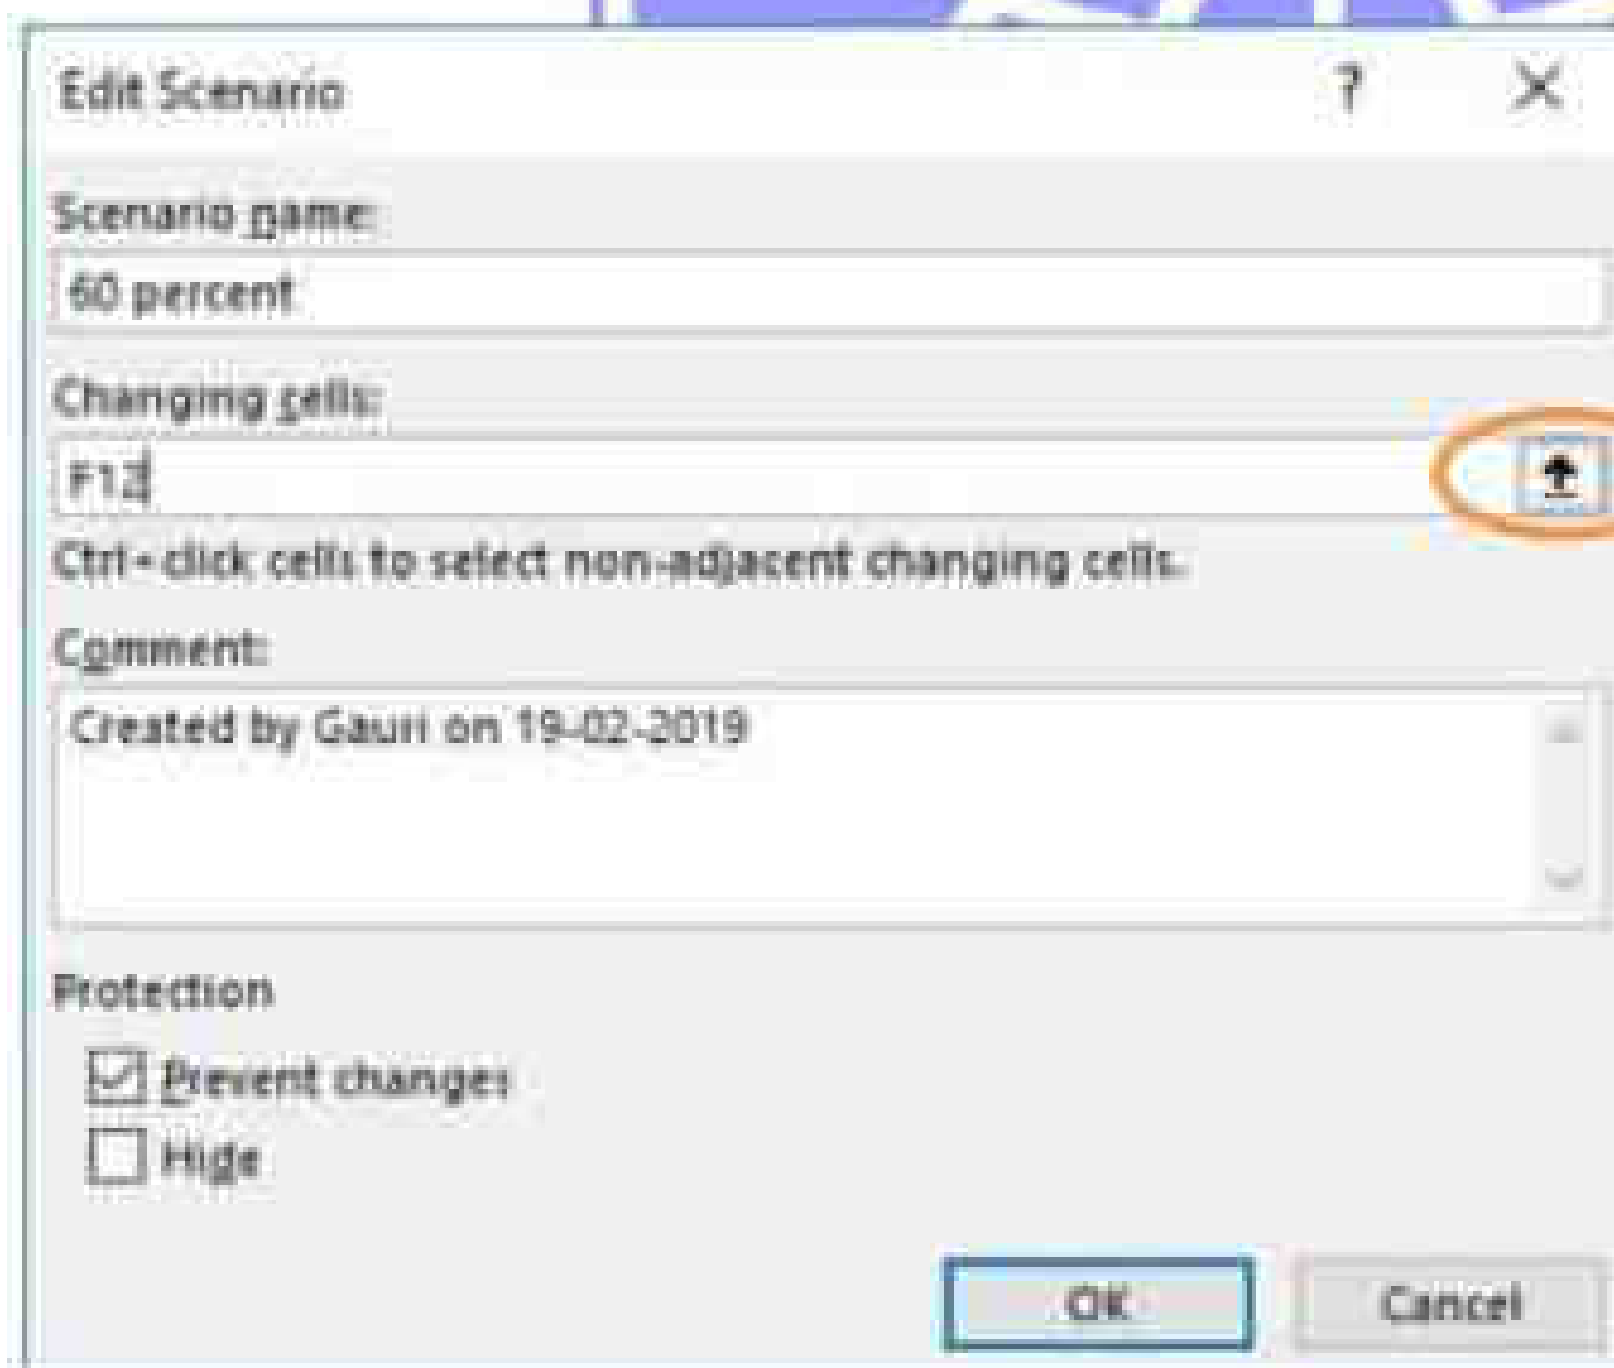 Edit Scenario ?
Scenario name:
60 percent
Changing cells:
Ctrl+click cells to select non-adjacent changing cells.
Comment:
Created by Gauri on 19-02-2019
Protection
Prevent changes
Hide
OK Cancel